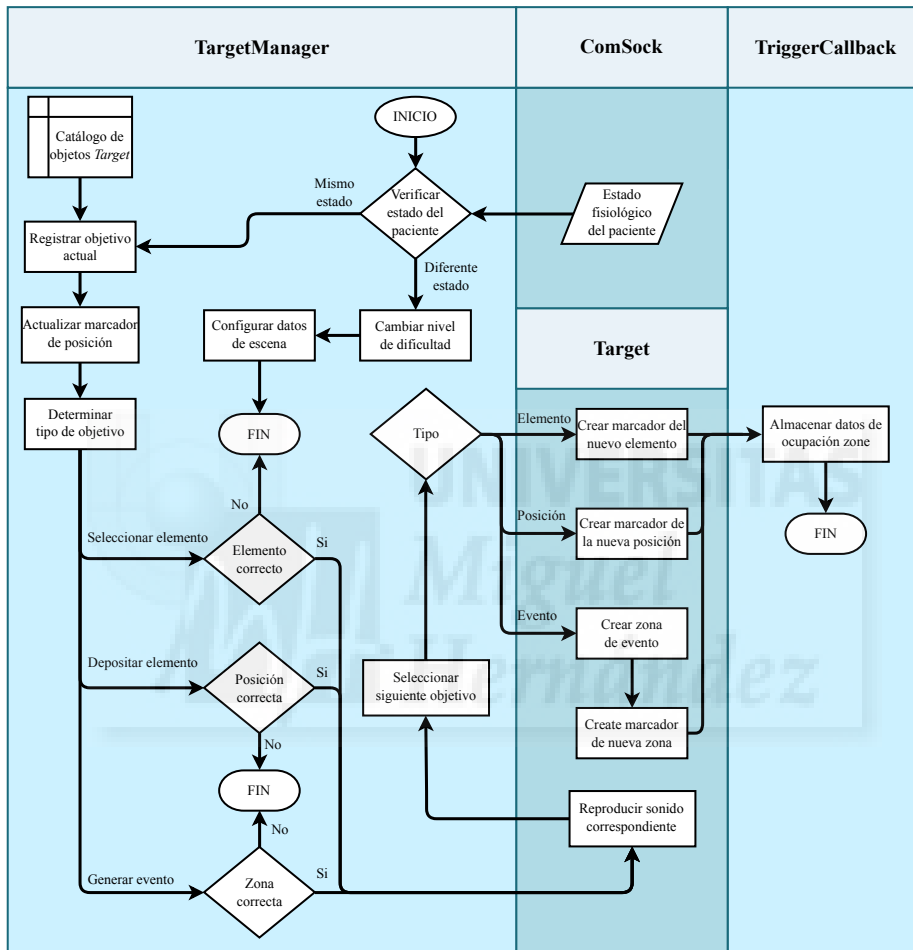 TargetManager
ComSock
TriggerCallback
INICIO
Catálogo de
objetos Target
Mismo
estado
Verificar
estado del
paciente
Estado
fisiológico
del paciente
Registrar objetivo
actual
Diferente
estado
Actualizar marcador
de posición
Configurar datos
de escena
Cambiar nivel
de dificultad
Target
Determinar
tipo de objetivo
FIN
Tipo
Elemento
Crear marcador del
nuevo elemento
Almacenar datos de
ocupación zone
No
Seleccionar elemento
Elemento
correcto
Si
Posición
Crear marcador de
la nueva posición
FIN
Evento
Crear zona
de evento
Depositar elemento
Posición
correcta
Si
Seleccionar
siguiente objetivo
Create marcador
de nueva zona
No
FIN
Reproducir sonido
correspondiente
No
Generar evento
Zona
correcta
Si
UNIVERSITAS
Miguel
Hernández